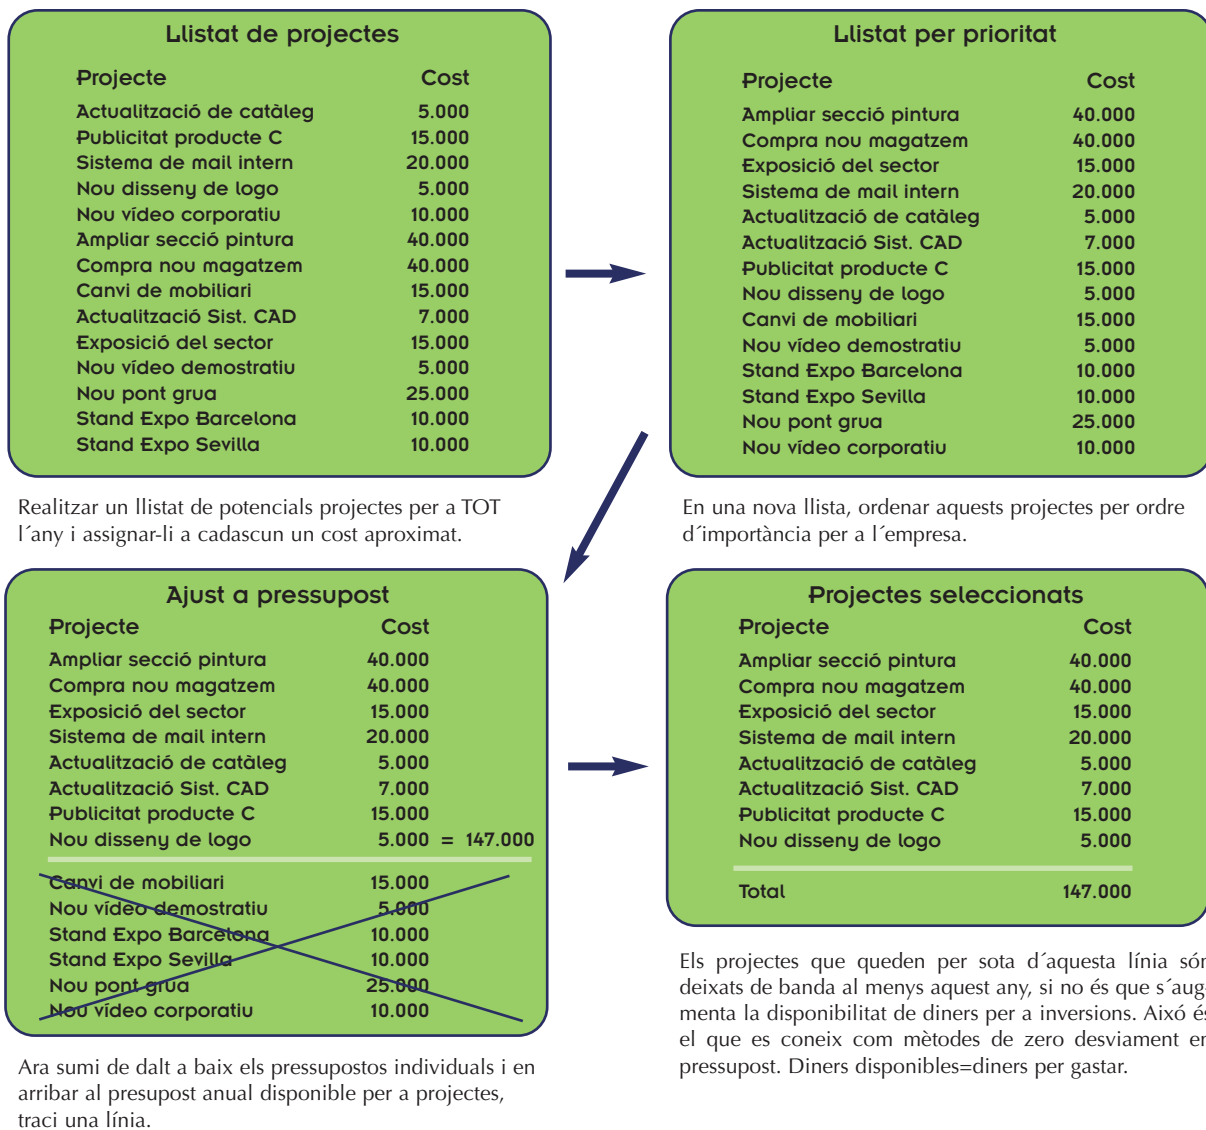 Llistat de projectes
Projecte Cost
Actualització de catàleg 5.000
Publicitat producte C 15.000
Sistema de mail intern 20.000
Nou disseny de logo 5.000
Nou vídeo corporatiu 10.000
Ampliar secció pintura 40.000
Compra nou magatzem 40.000
Canvi de mobiliari 15.000
Actualització Sist. CAD 7.000
Exposició del sector 15.000
Nou vídeo demostratiu 5.000
Nou pont grua 25.000
Stand Expo Barcelona 10.000
Stand Expo Sevilla 10.000
Realitzar un llistat de potencials projectes per a TOT
l´any i assignar-li a cadascun un cost aproximat.
Llistat per prioritat
Projecte Cost
Ampliar secció pintura 40.000
Compra nou magatzem 40.000
Exposició del sector 15.000
Sistema de mail intern 20.000
Actualització de catàleg 5.000
Actualització Sist. CAD 7.000
Publicitat producte C 15.000
Nou disseny de logo 5.000
Canvi de mobiliari 15.000
Nou vídeo demostratiu 5.000
Stand Expo Barcelona 10.000
Stand Expo Sevilla 10.000
Nou pont grua 25.000
Nou vídeo corporatiu 10.000
En una nova llista, ordenar aquests projectes per ordre
d´importància per a l´empresa.
Ajust a pressupost
Projecte Cost
Ampliar secció pintura 40.000
Compra nou magatzem 40.000
Exposició del sector 15.000
Sistema de mail intern 20.000
Actualització de catàleg 5.000
Actualització Sist. CAD 7.000
Publicitat producte C 15.000
Nou disseny de logo 5.000 = 147.000
Canvi de mobiliari 15.000
Nou vídeo demostratiu 5.000
Stand Expo Barcelona 10.000
Stand Expo Sevilla 10.000
Nou pont grua 25.000
Nou vídeo corporatiu 10.000
Ara sumi de dalt a baix els pressupostos individuals i en
arribar al presupost anual disponible per a projectes,
traci una línia.
Projectes seleccionats
Projecte Cost
Ampliar secció pintura 40.000
Compra nou magatzem 40.000
Exposició del sector 15.000
Sistema de mail intern 20.000
Actualització de catàleg 5.000
Actualització Sist. CAD 7.000
Publicitat producte C 15.000
Nou disseny de logo 5.000
Total 147.000
Els projectes que queden per sota d´aquesta línia són
deixats de banda al menys aquest any, si no és que s´aug-
menta la disponibilitat de diners per a inversions. Aixó és
el que es coneix com mètodes de zero desviament en
pressupost. Diners disponibles=diners per gastar.